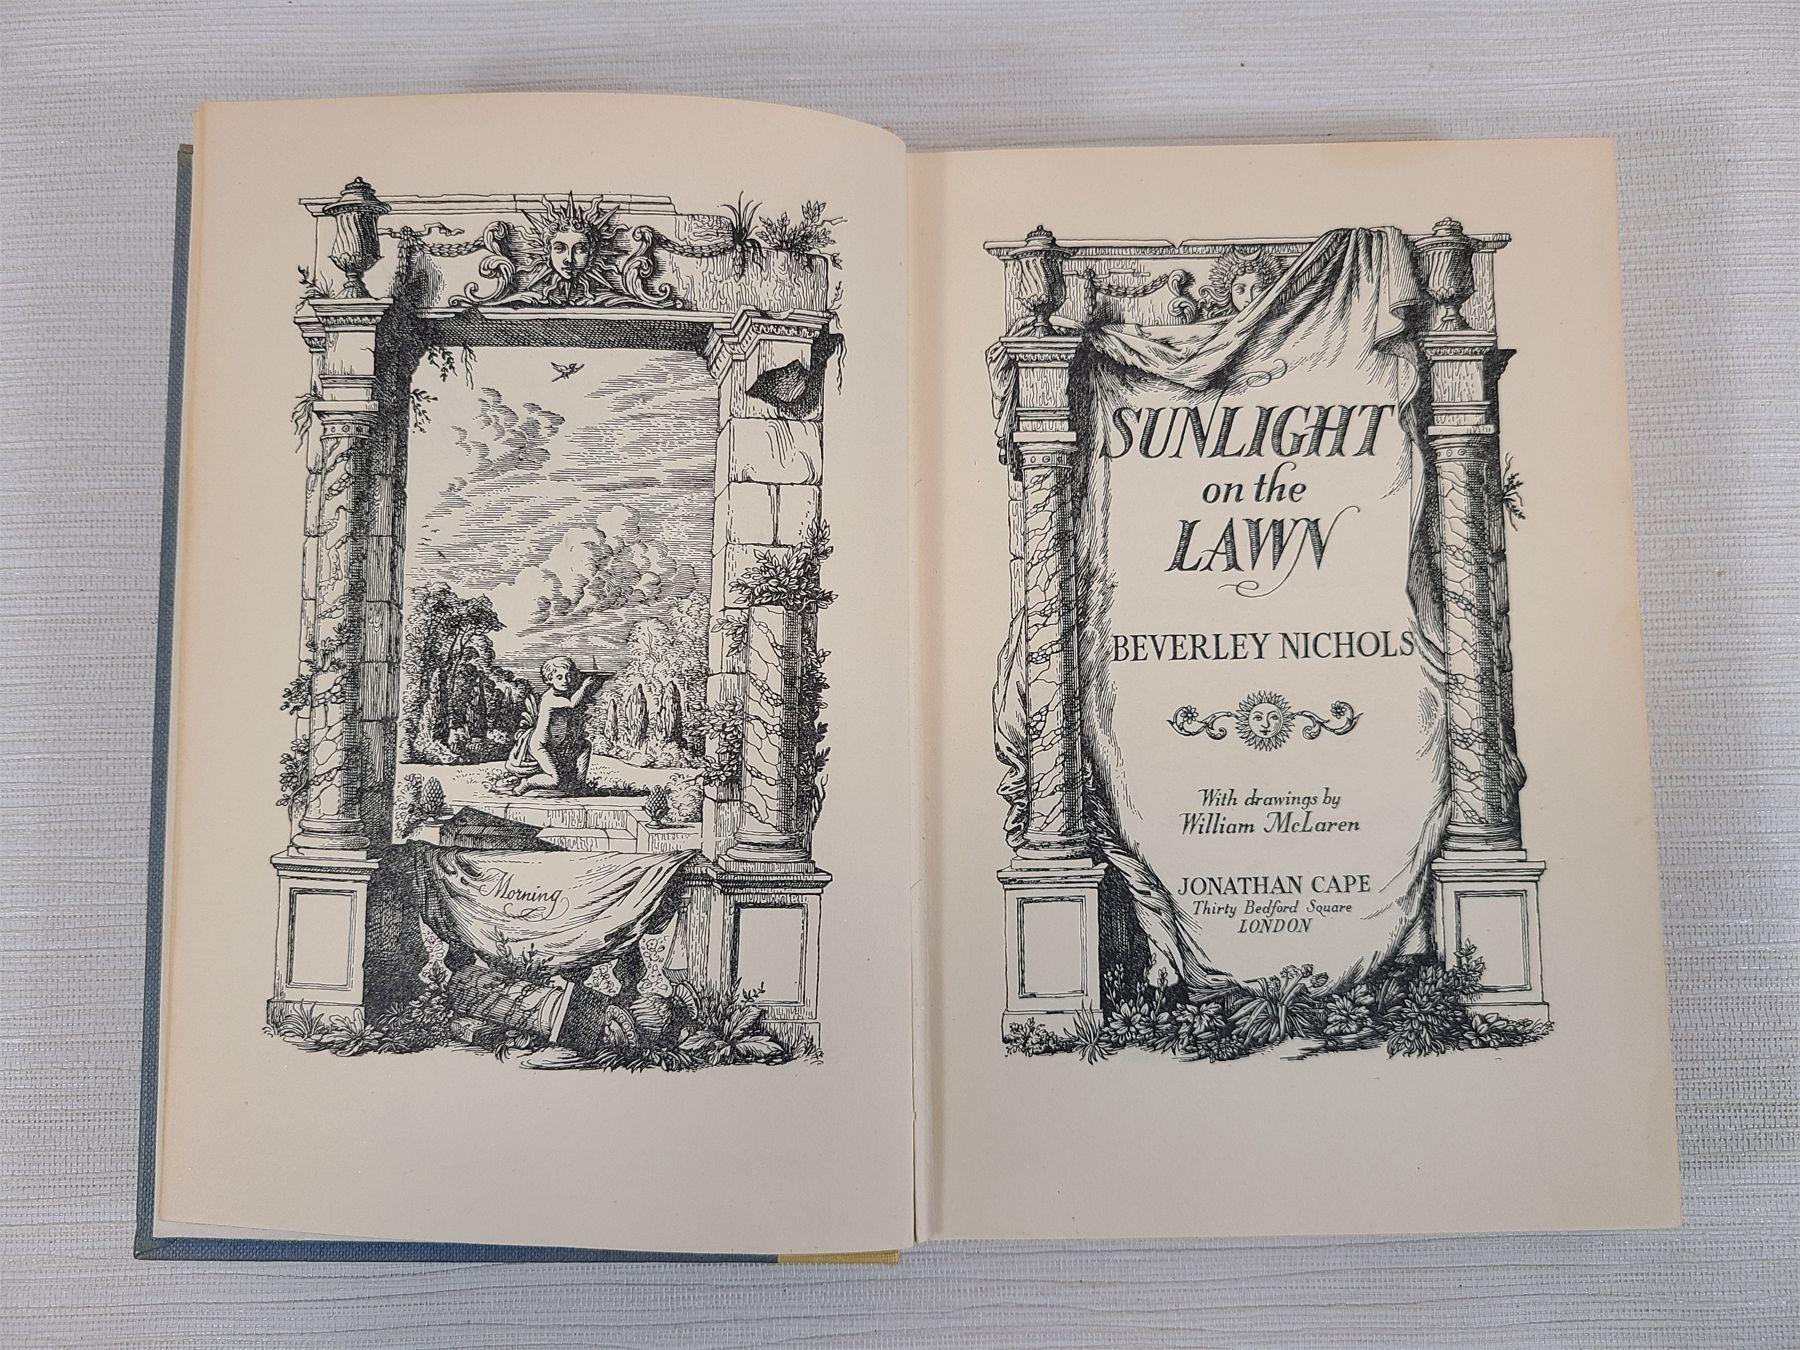 Morning
SUNLIGHT
on the
LAWN
BEVERLEY NICHOLS
With drawings by
William McLaren
JONATHAN CAPE
Thirty Bedford Square
LONDON